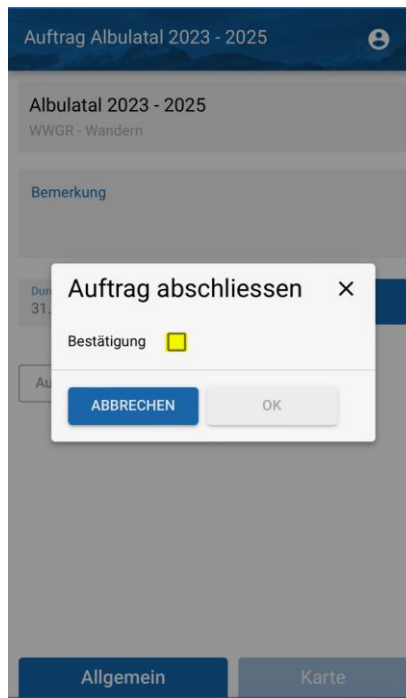 Auftrag Albulatal 2023 - 2025
Albulatal 2023 - 2025
WWGR - Wandern
Bemerkung
Auftrag abschliessen
31.
Bestätigung
ABBRECHEN OK
Allgemein Karte